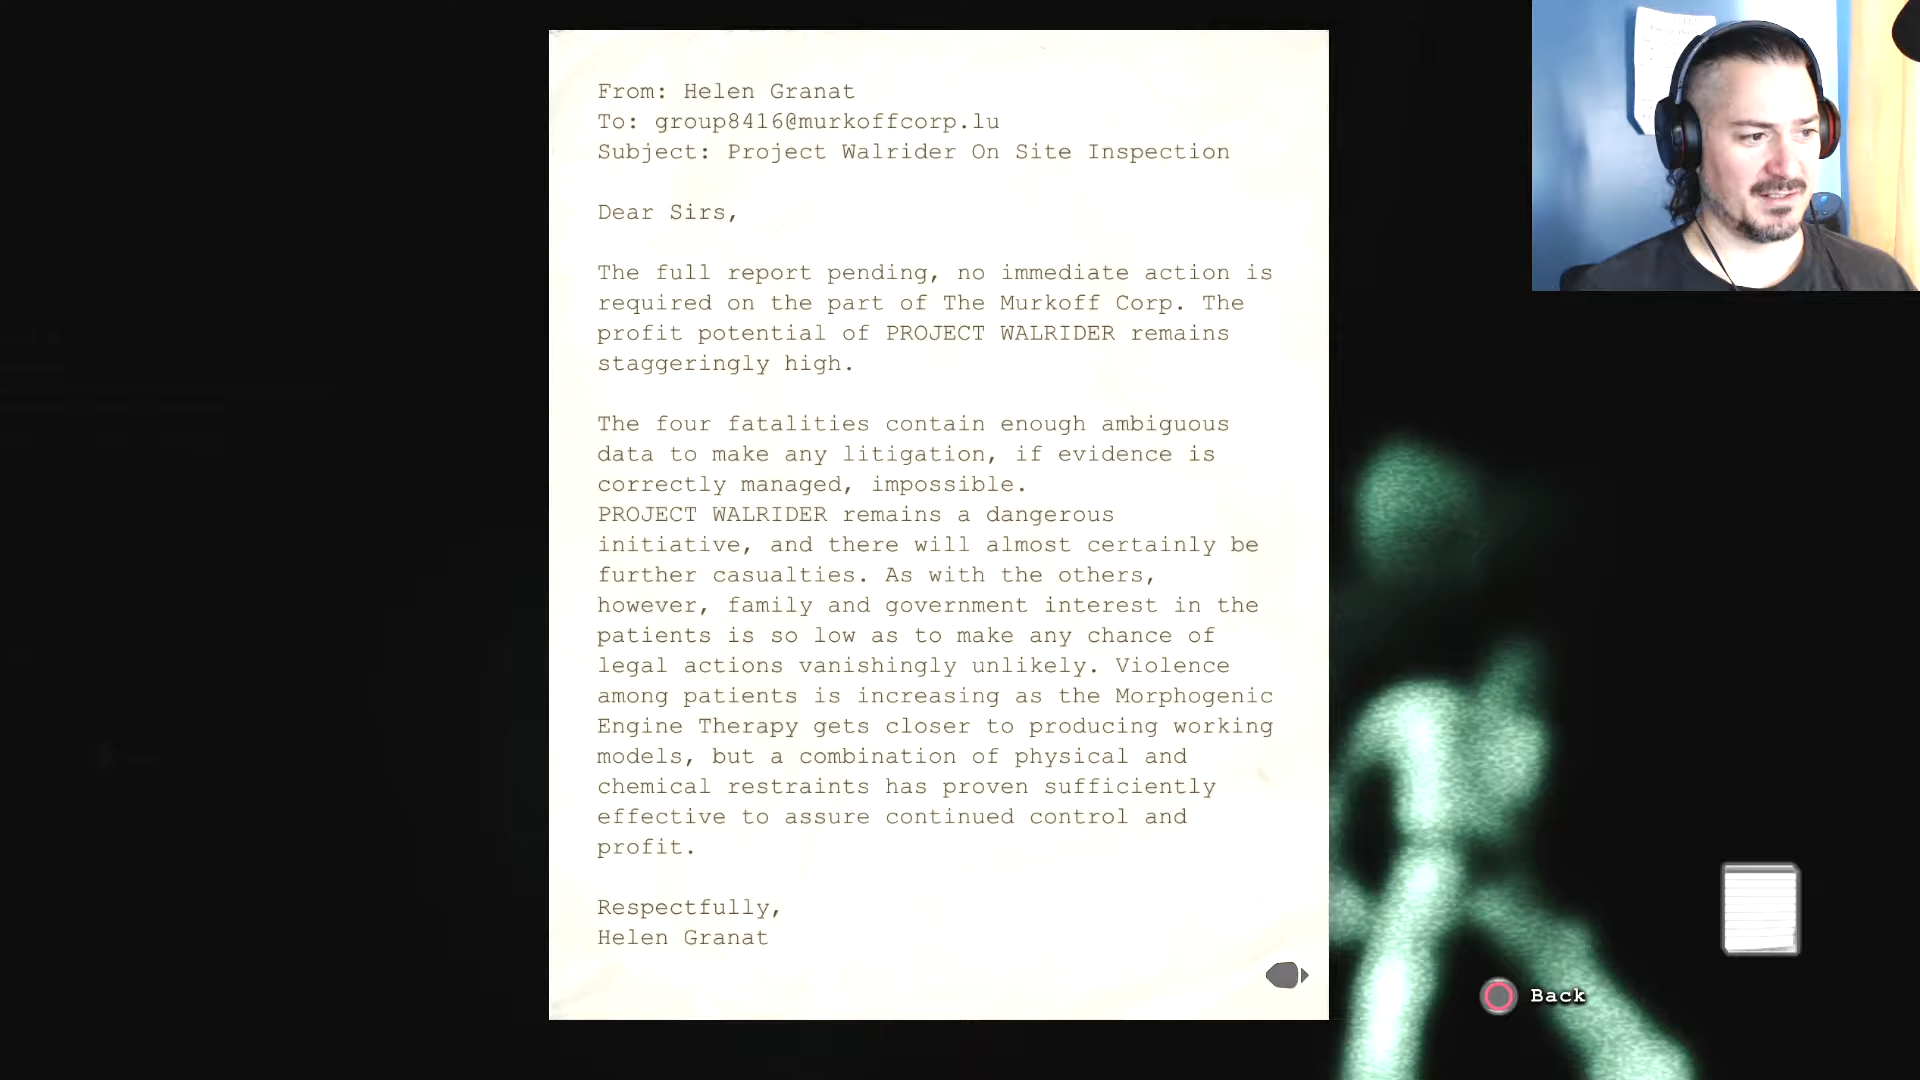 From: Helen Granat
To: group8416@murkoffcorp.lu
Subject: Project Walrider On Site Inspection
Dear Sirs,
The full report pending, no immediate action is
required on the part of The Murkoff Corp. The
profit potential of PROJECT WALRIDER remains
staggeringly high.
The four fatalities contain enough ambiguous
data to make any litigation, if evidence is
correctly managed, impossible.
PROJECT WALRIDER remains a dangerous
initiative, and there will almost certainly be
further casualties. As with the others,
however, family and government interest in the
patients is so low as to make any chance of
legal actions vanishingly unlikely. Violence
among patients is increasing as the Morphogenic
Engine Therapy gets closer to producing working
models, but a combination of physical and
chemical restraints has proven sufficiently
effective to assure continued control and
profit.
Respectfully,
Helen Granat
Back